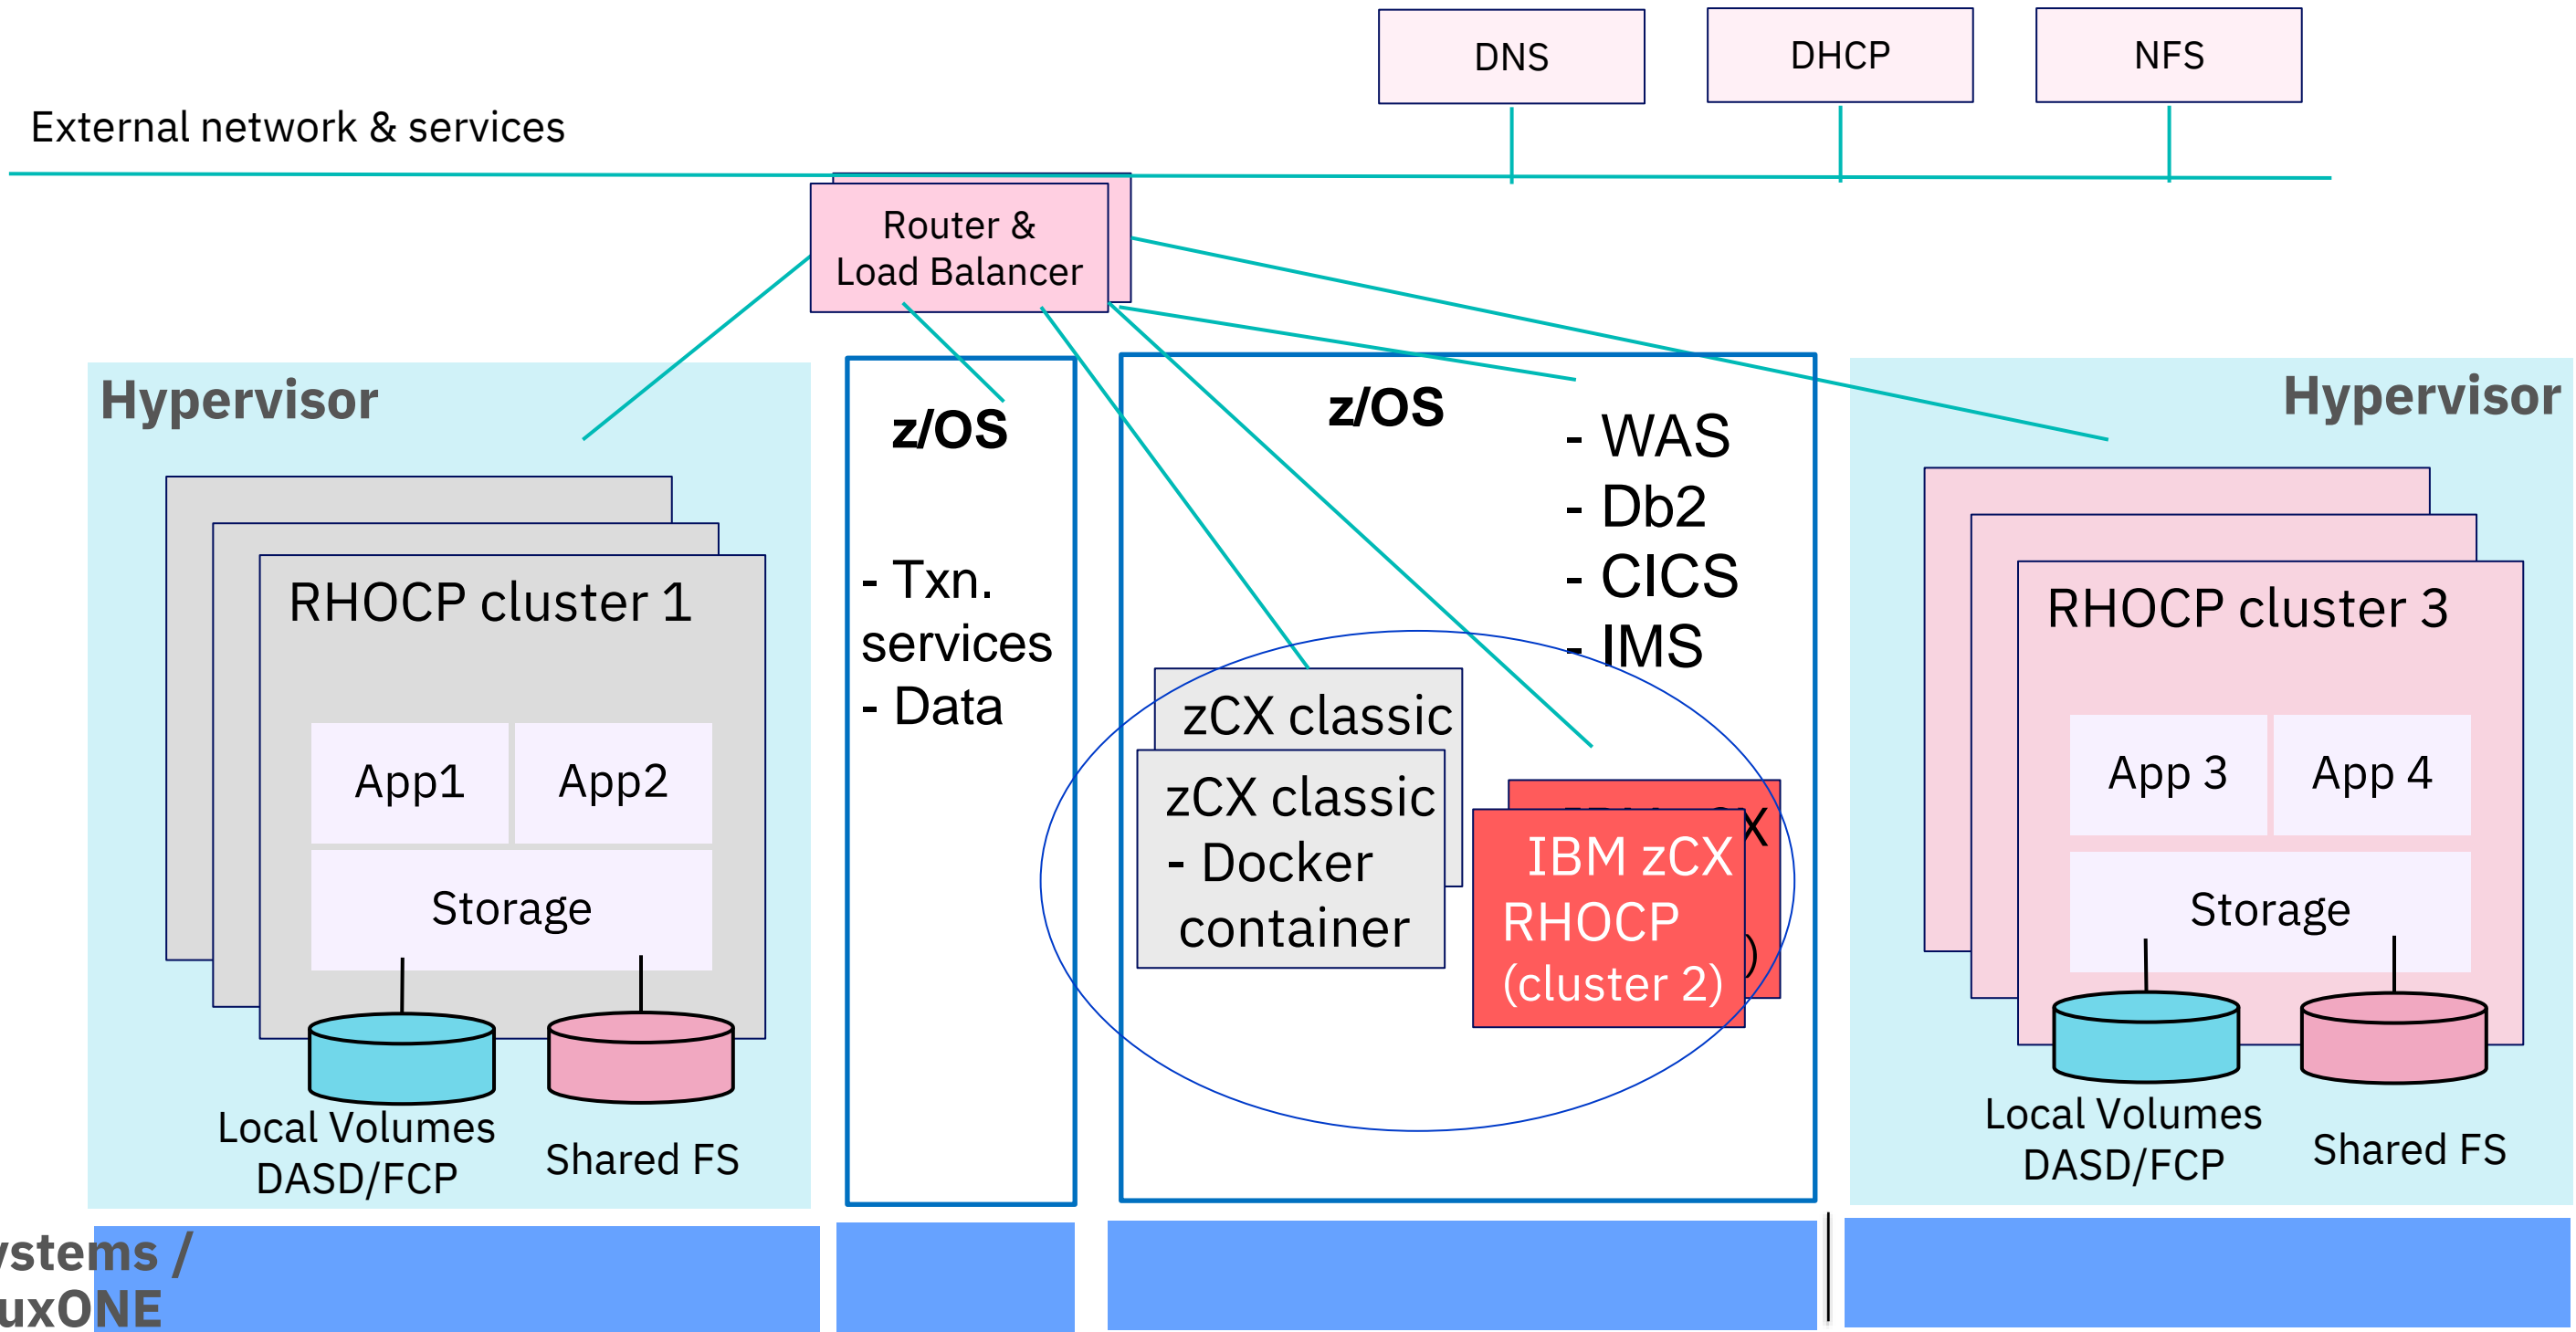 DNS
DHCP
NFS
External network & services
Router &
Load Balancer
Hypervisor
RHOCP cluster 1
App1
App2
Storage
Local Volumes
DASD/FCP
Shared FS
z/OS
- Txn.
services
- Data
z/OS
- WAS
- Db2
- CICS
- IMS
zCX classic
zCX classic
- Docker
container
IBM zCX
RHOCP
(cluster 2)
Hypervisor
RHOCP cluster 3
App 3
App 4
Storage
Local Volumes
DASD/FCP
Shared FS
ystems /
uxONE